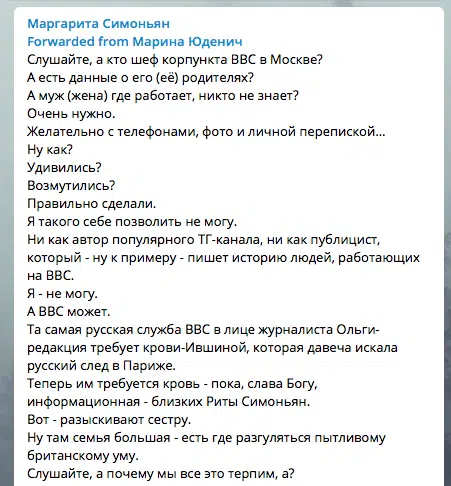 Маргарита Симоньян
Forwarded from Марина Юденич
Слушайте, а кто шеф корпункта BBC в Москве?
А есть данные о его (её) родителях?
А муж (жена) где работает, никто не знает?
Очень нужно.
Желательно с телефонами, фото и личной перепиской...
Ну как?
Удивились?
Возмутились?
Правильно сделали.
Я такого себе позволить не могу.
Ни как автор популярного ТГ-канала, ни как публицист,
который - ну к примеру - пишет историю людей, работающих
на BBC.
Я - не могу.
А BBC может.
Та самая русская служба BBC в лице журналиста Ольги-
редакция требует крови-Ившиной, которая давеча искала
русский след в Париже.
Теперь им требуется кровь - пока, слава Богу,
информационная - близких Риты Симоньян.
Вот - разыскивают сестру.
Ну там семья большая - есть где разгуляться пытливому
британскому уму.
Слушайте, а почему мы все это терпим, а?